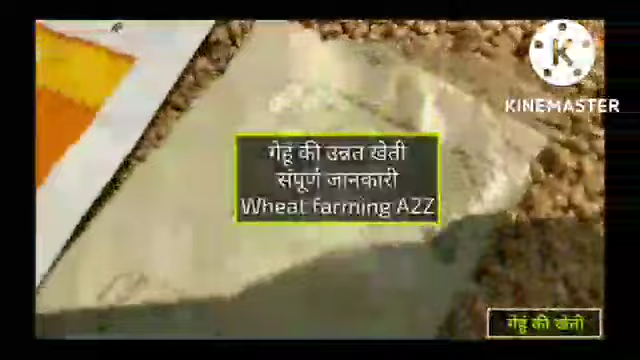 गेहूं की उन्नत खेती
संपूर्ण जानकारी
Wheat farming A2Z
KINEMASTER
गेहूं की खेती